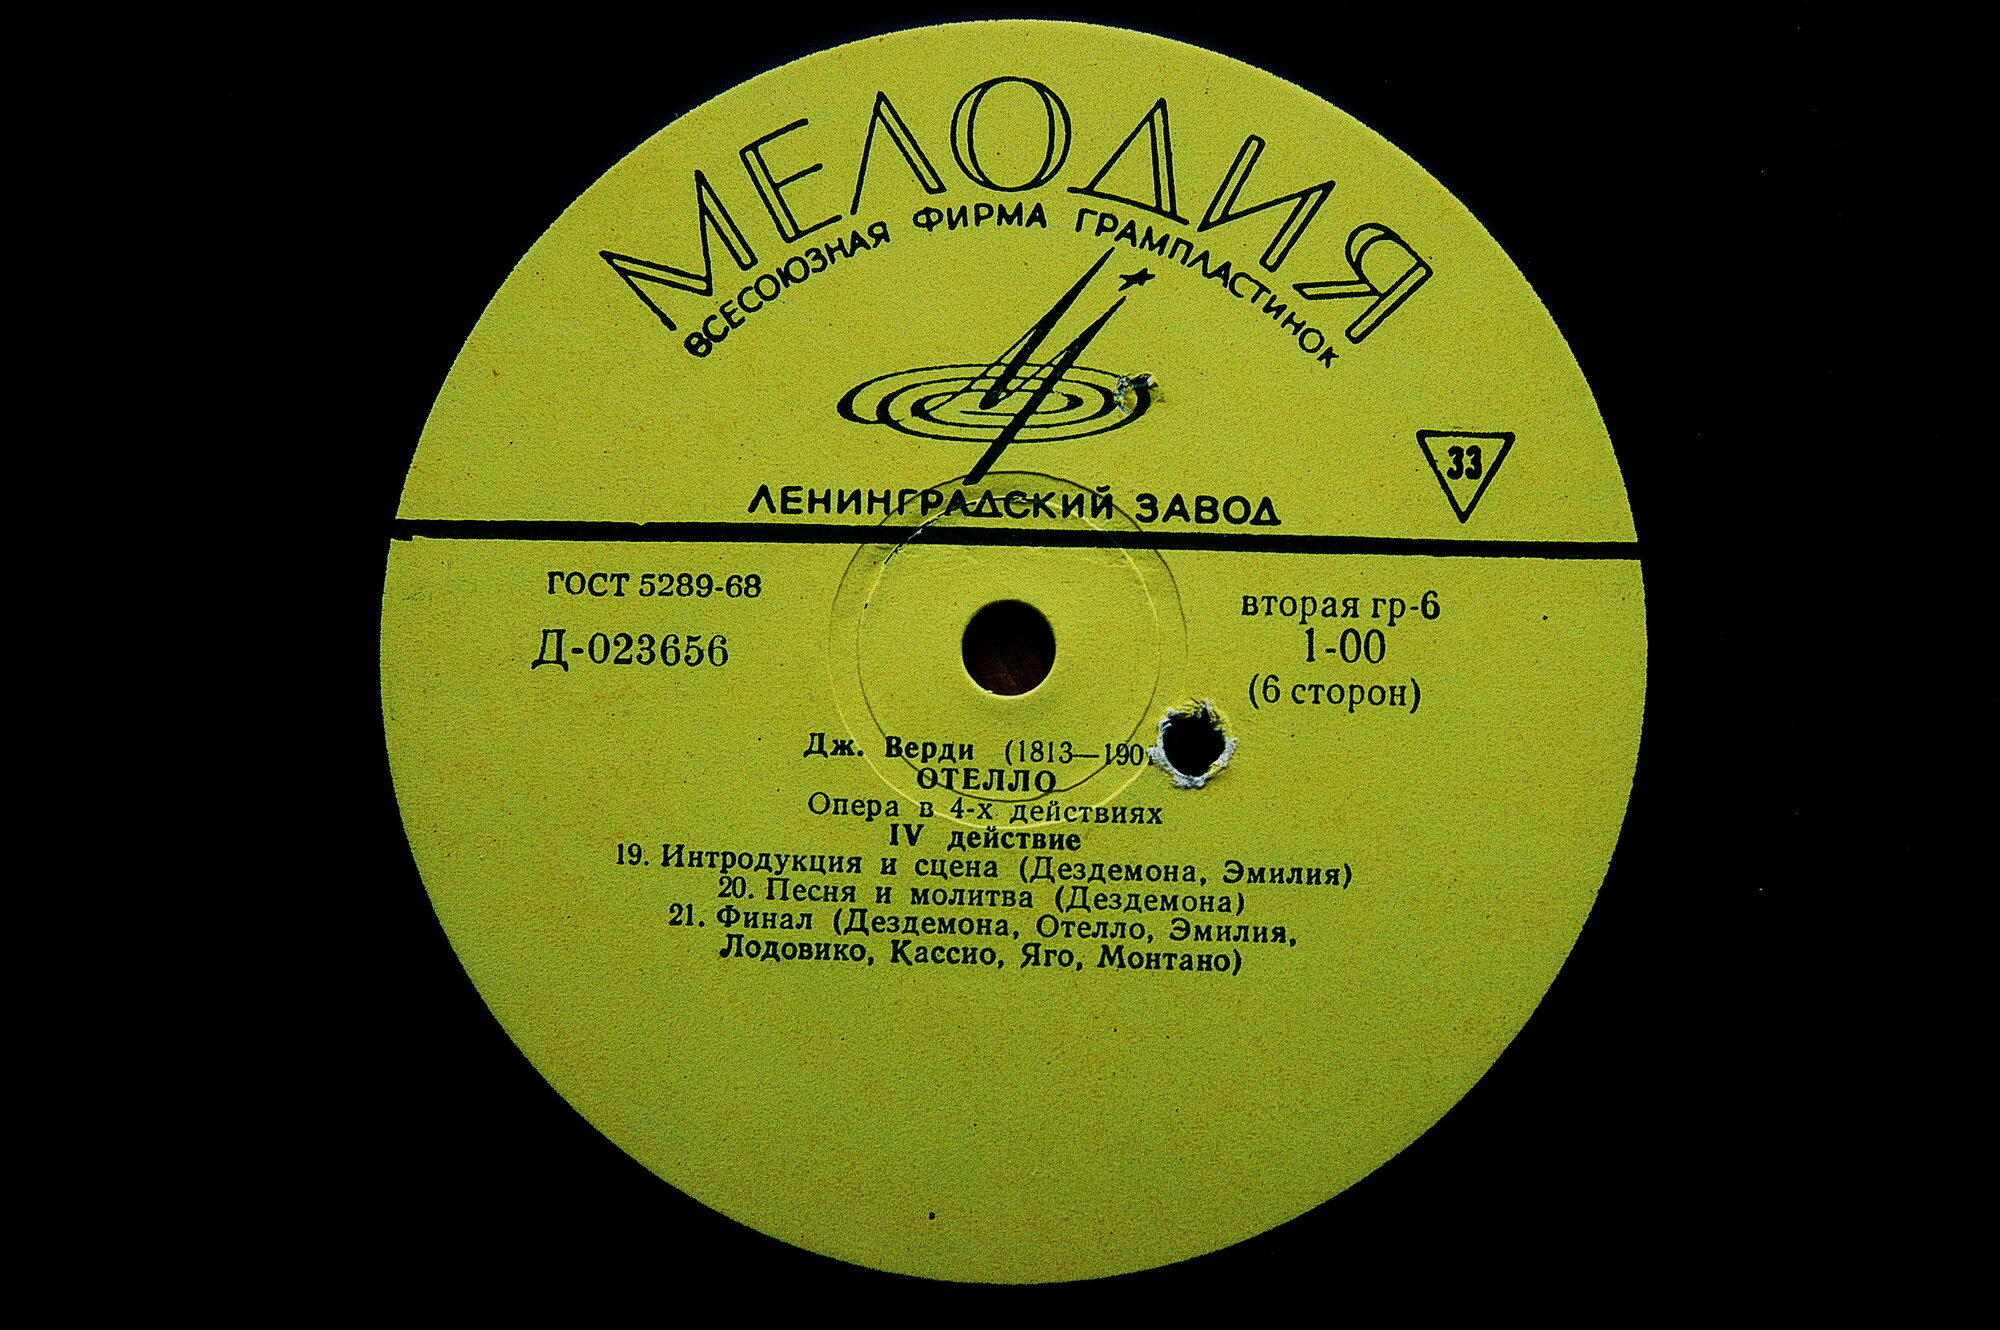 МЕЛОДИЯ
ВСЕСОЮЗНАЯ ФИРМА ГРАМПЛАСТИНОК
33
ЛЕНИНГРАДСКИЙ ЗАВОД
ГОСТ 5289-68
Д-023656
вторая гр-6
1-00
(6 сторон)
Дж. Верди (1813—190
ОТЕЛЛО
Опера в 4-х действиях
IV действие
19. Интродукция и сцена (Дездемона, Эмилия)
20. Песня и молитва (Дездемона)
21. Финал (Дездемона, Отелло, Эмилия,
Лодовико, Кассио, Яго, Монтано)